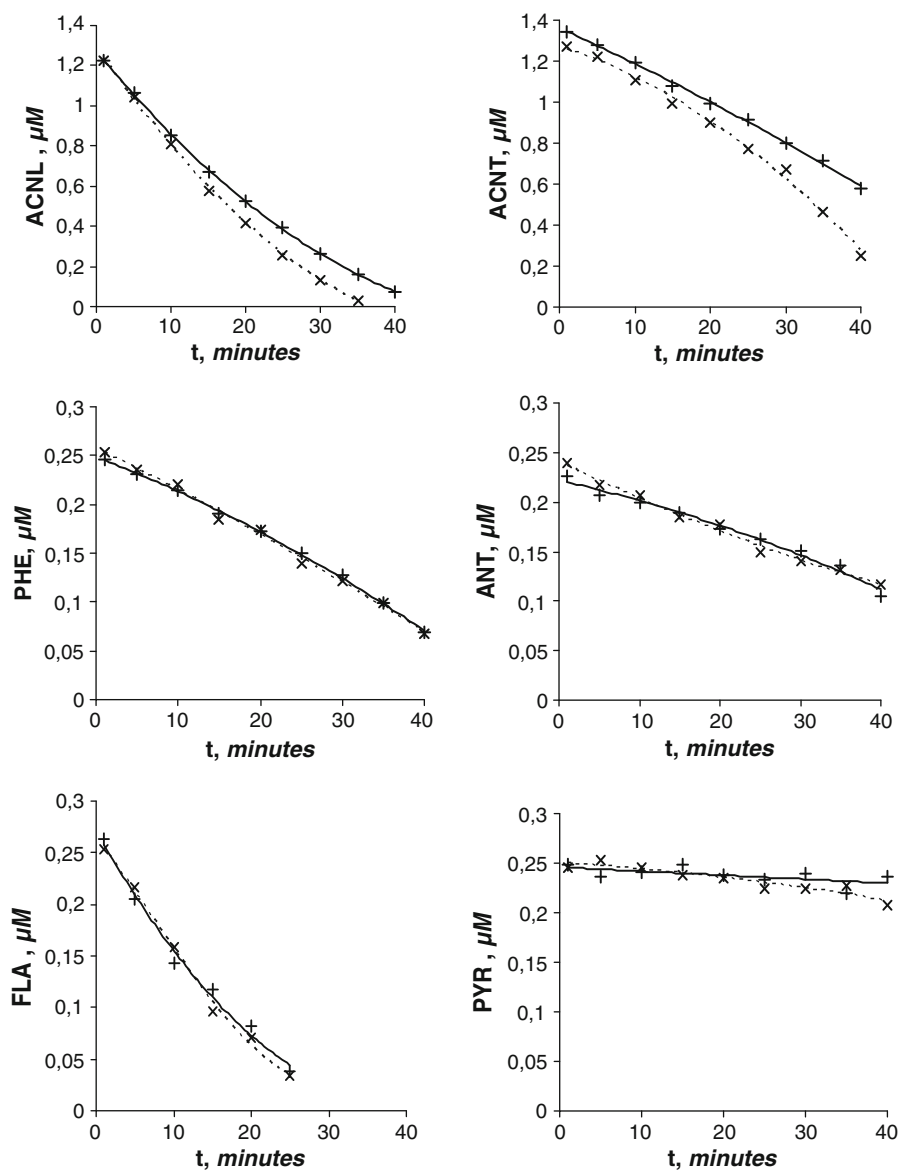 1,4
1,2
1
0,8
0,6
0,4
0,2
0
ACNL , µM
0 10 20 30 40
t, minutes
1,4
1,2
1
0,8
0,6
0,4
0,2
0
ACNT , µM
0 10 20 30 40
t, minutes
0,3
0,25
0,2
0,15
0,1
0,05
0
PHE, µM
0 10 20 30 40
t, minutes
0,3
0,25
0,2
0,15
0,1
0,05
0
ANT, µM
0 10 20 30 40
t, minutes
0,3
0,25
0,2
0,15
0,1
0,05
0
FLA , µM
0 10 20 30 40
t, minutes
0,3
0,25
0,2
0,15
0,1
0,05
0
PYR , µM
0 10 20 30 40
t, minutes